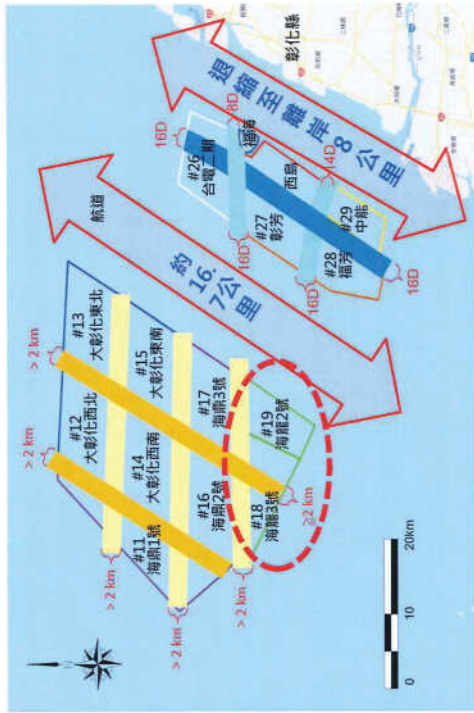 > 2 km
> 2 km
> 2 km
> 2 km
> 2 km
≧2 km
#11
海鼎1號
#12
大彰化西北
#13
大彰化東北
#14
大彰化西南
#15
大彰化東南
#16
海鼎2號
#17
海鼎3號
#18
海龍3號
#19
海龍2號
航道
約
16.
7公里
16D
8D
#26
台電二期
福海
16D
#27
彰芳
西島
14D
16D
#28
福芳
#29
中能
16D
退縮至離岸8公里
彰化縣
0
10
20km